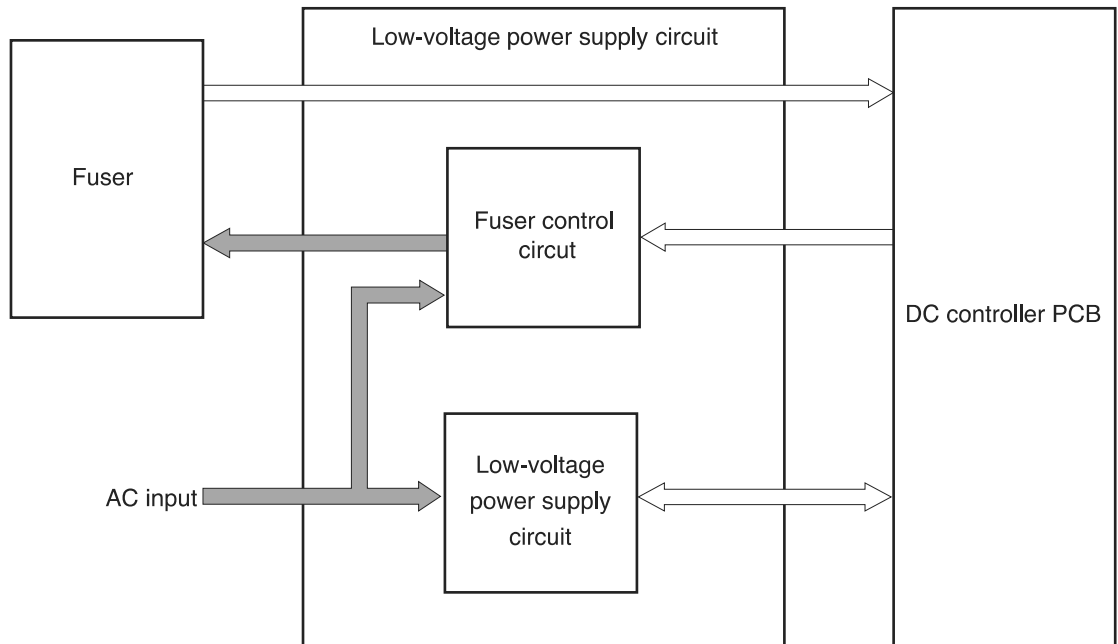 Low-voltage power supply circuit
Fuser
Fuser control
circut
DC controller PCB
Low-voltage
power supply
circuit
AC input